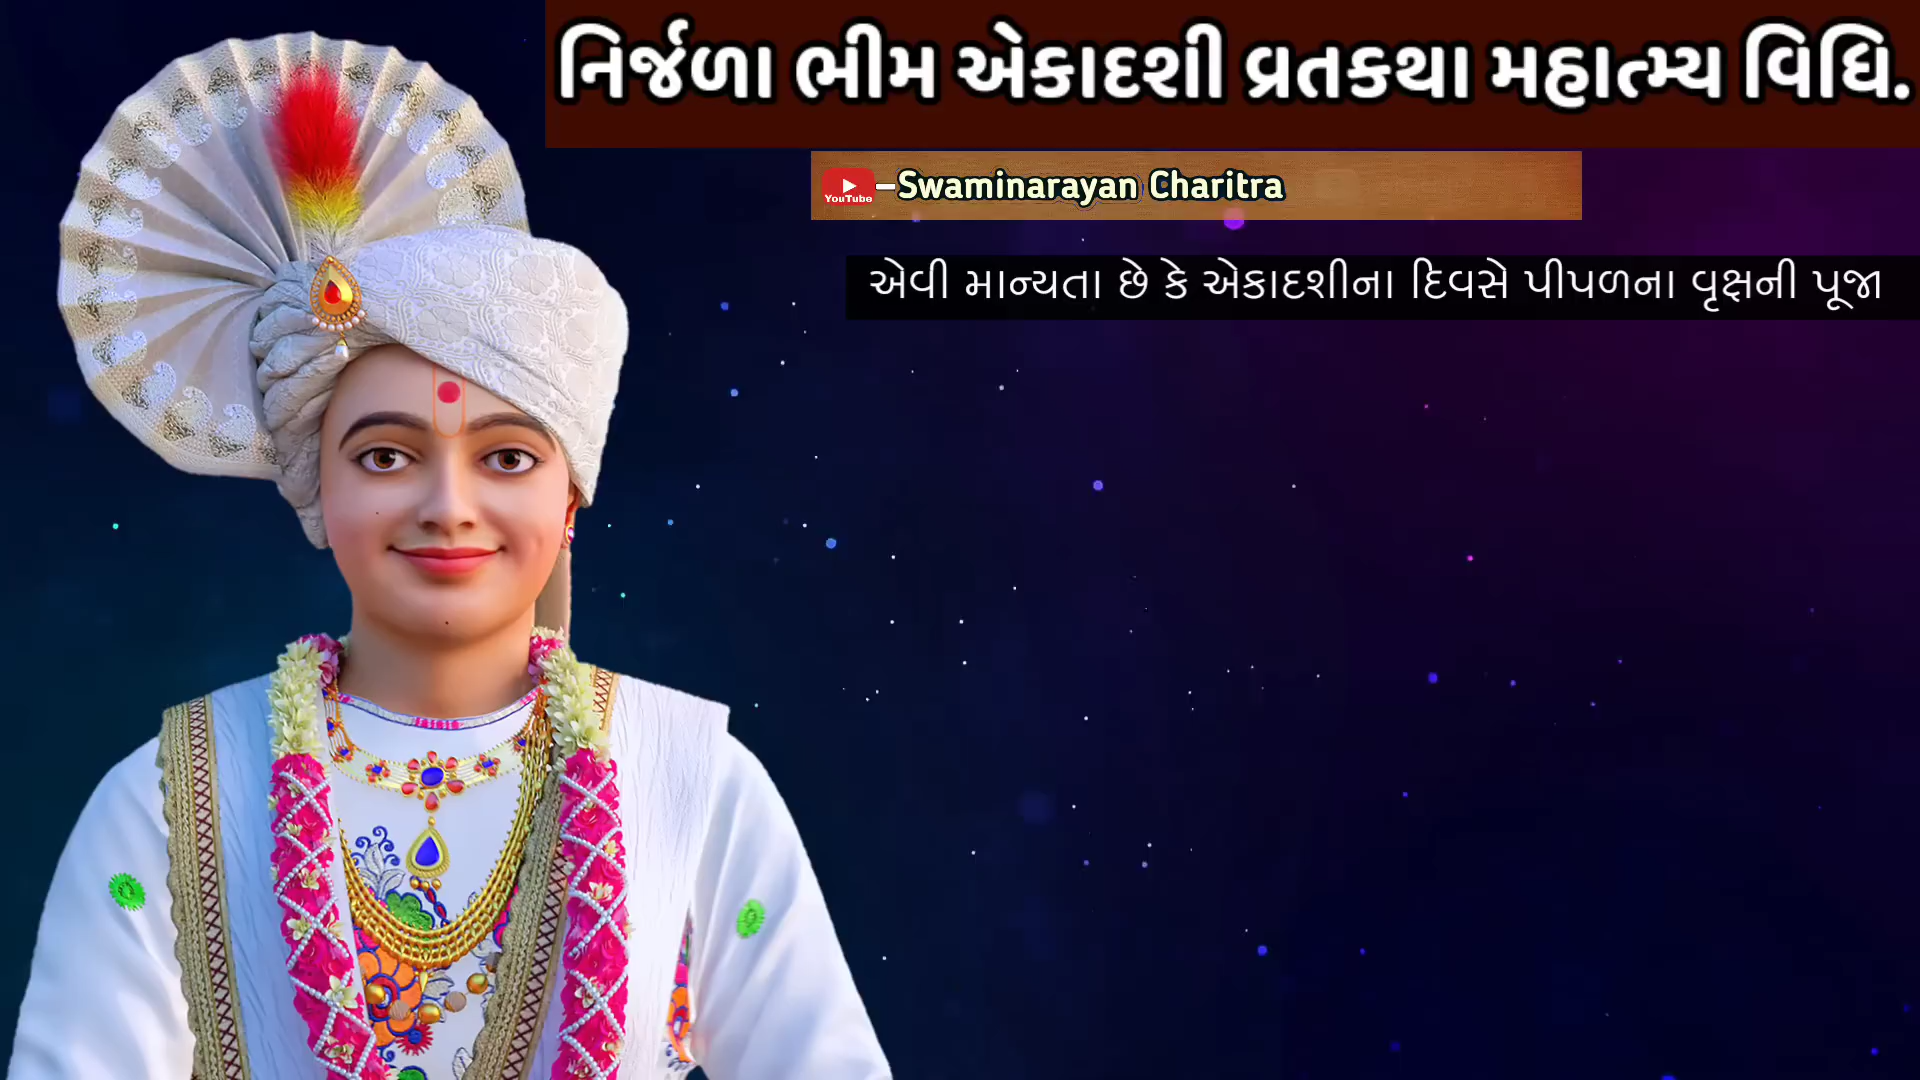 નિર્જળા ભીમ એકાદશી વ્રતકથા મહાત્મ્ય વિધિ.
YouTube –Swaminarayan Charitra
એવી માન્યતા છે કે એકાદશીના દિવસે પીપળના વૃક્ષની પૂજા